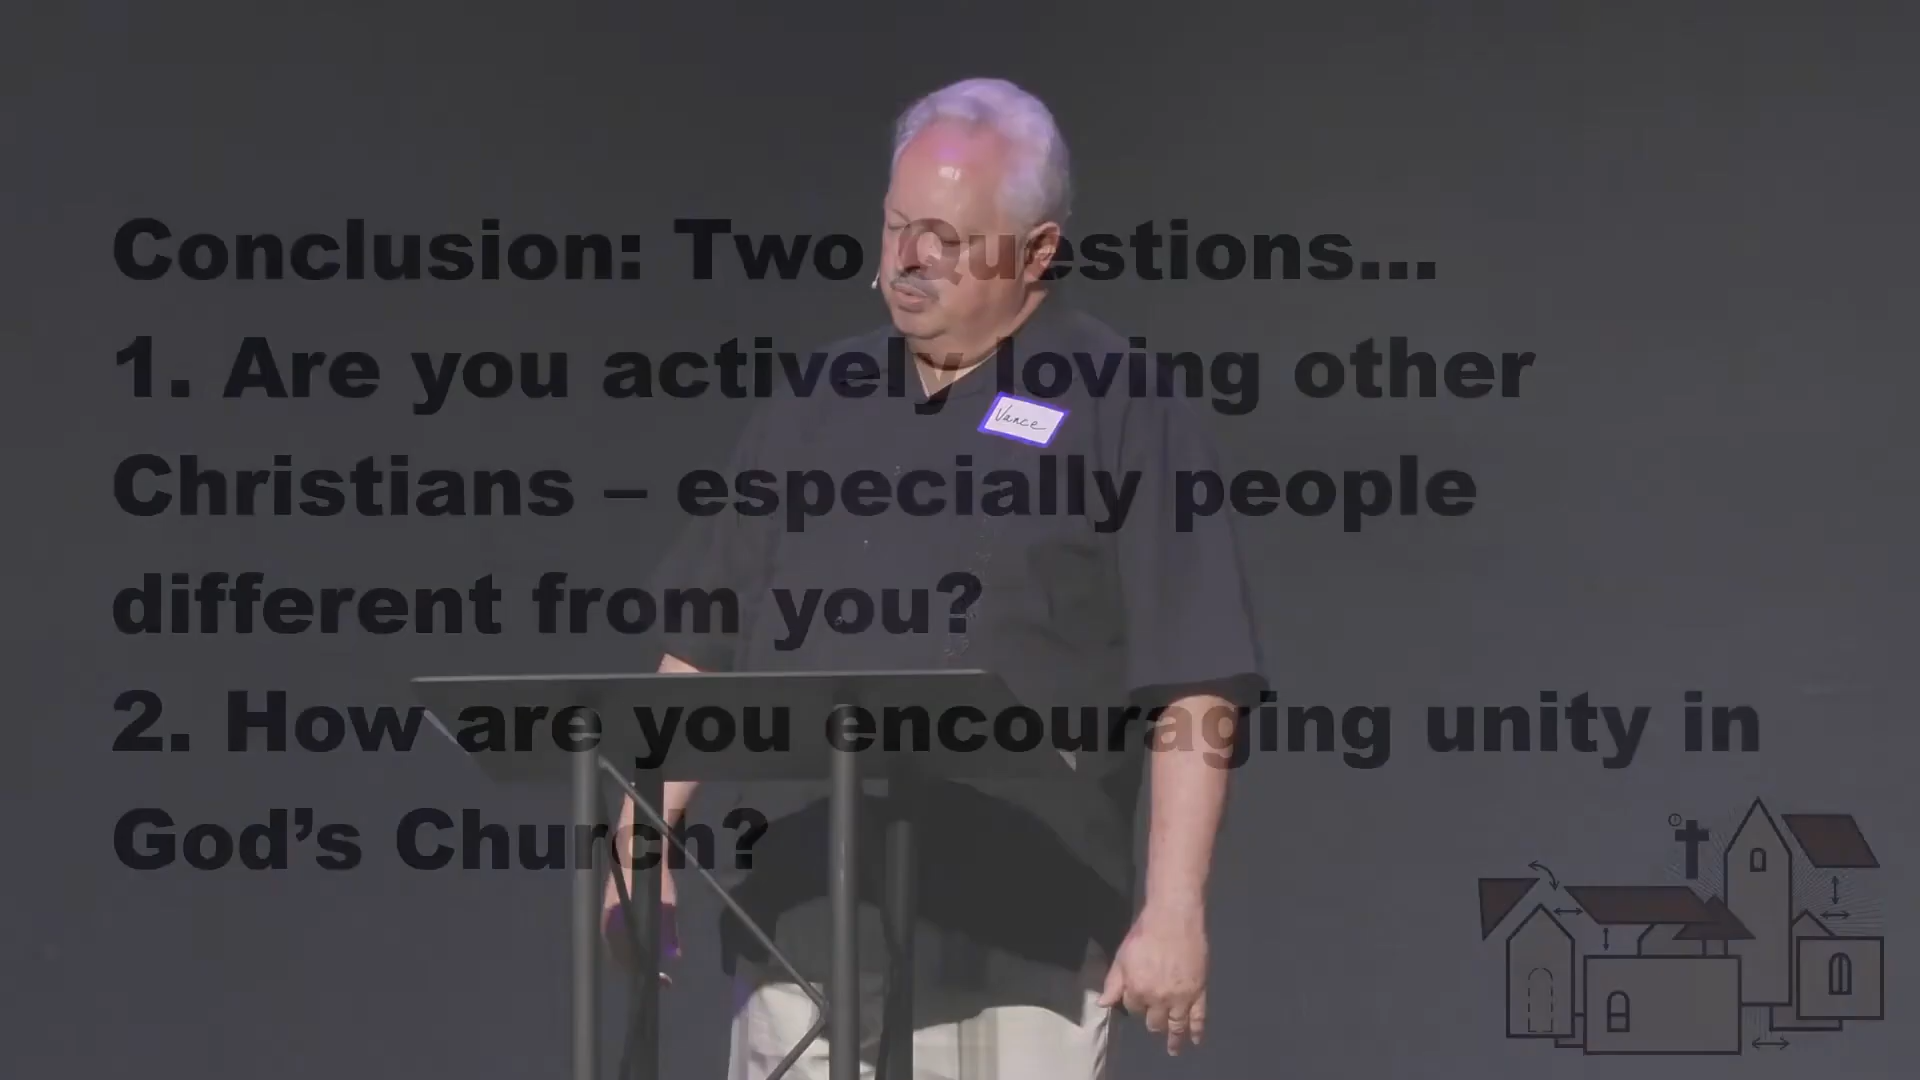 Conclusion: Two Questions...
1. Are you actively loving other
Vance
Christians – especially people
different from you?
2. How are you encouraging unity in
God’s Church?